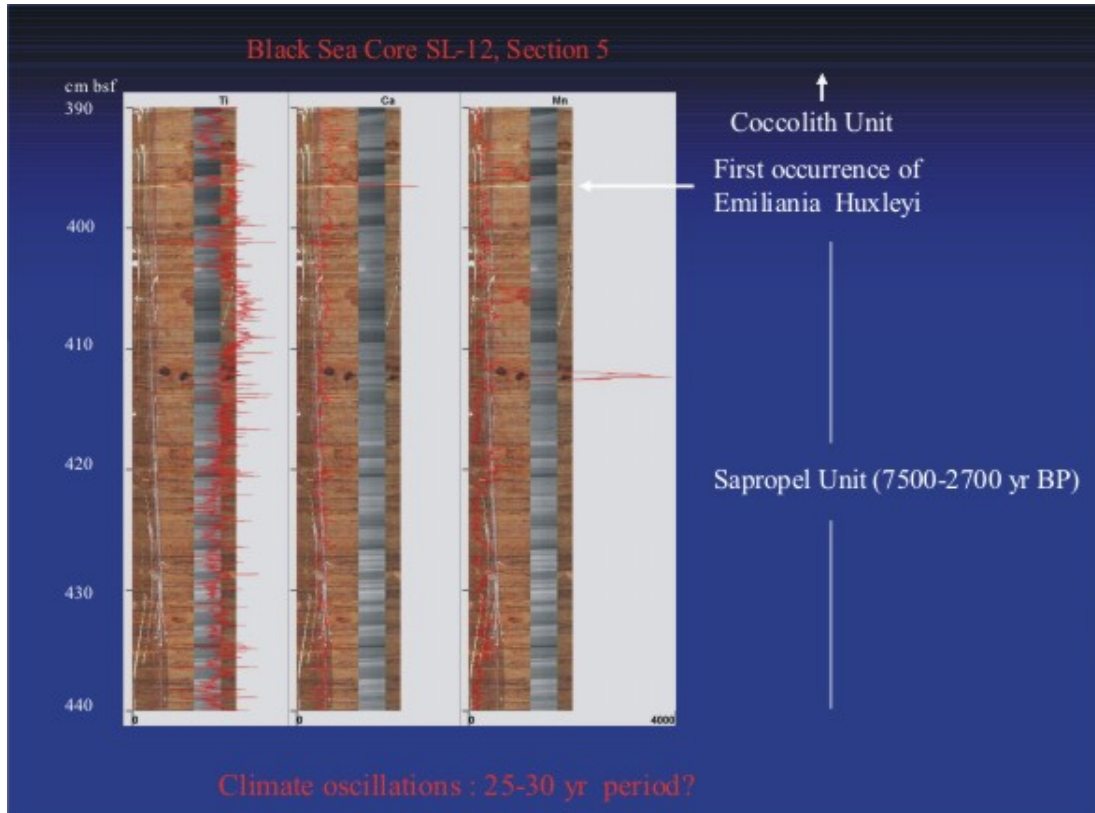 Black Sea Core SL-12, Section 5
cm bsf
Ti
Ca
Mn
390
400
410
420
430
440
0
0
0
4000
Coccolith Unit
First occurrence of
Emiliania Huxleyi
Sapropel Unit (7500-2700 yr BP)
Climate oscillations : 25-30 yr period?